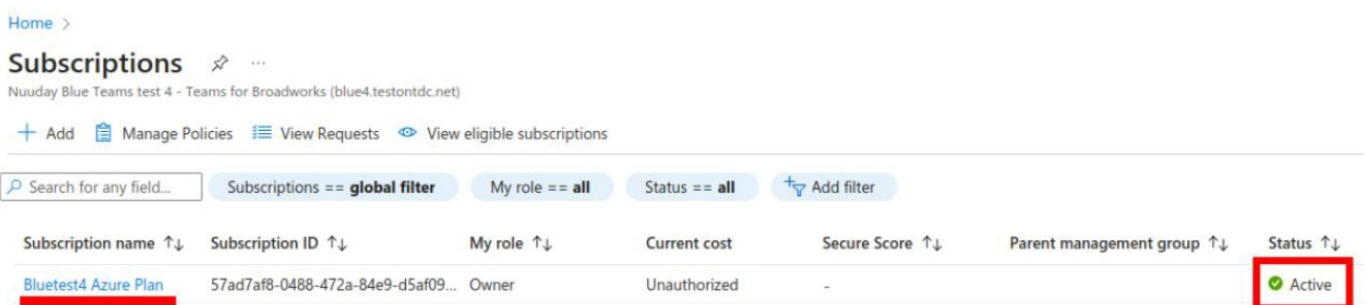 Home >
Subscriptions ...
Nuuday Blue Teams test 4 - Teams for Broadworks (blue4.testontdc.net)
+ Add Manage Policies View Requests View eligible subscriptions
Search for any field... Subscriptions == global filter My role == all Status == all Add filter
Subscription name ↑↓ Subscription ID ↑↓ My role ↑↓ Current cost Secure Score ↑↓ Parent management group ↑↓ Status ↑↓
Bluetest4 Azure Plan 57ad7af8-0488-472a-84e9-d5af09... Owner Unauthorized - Active